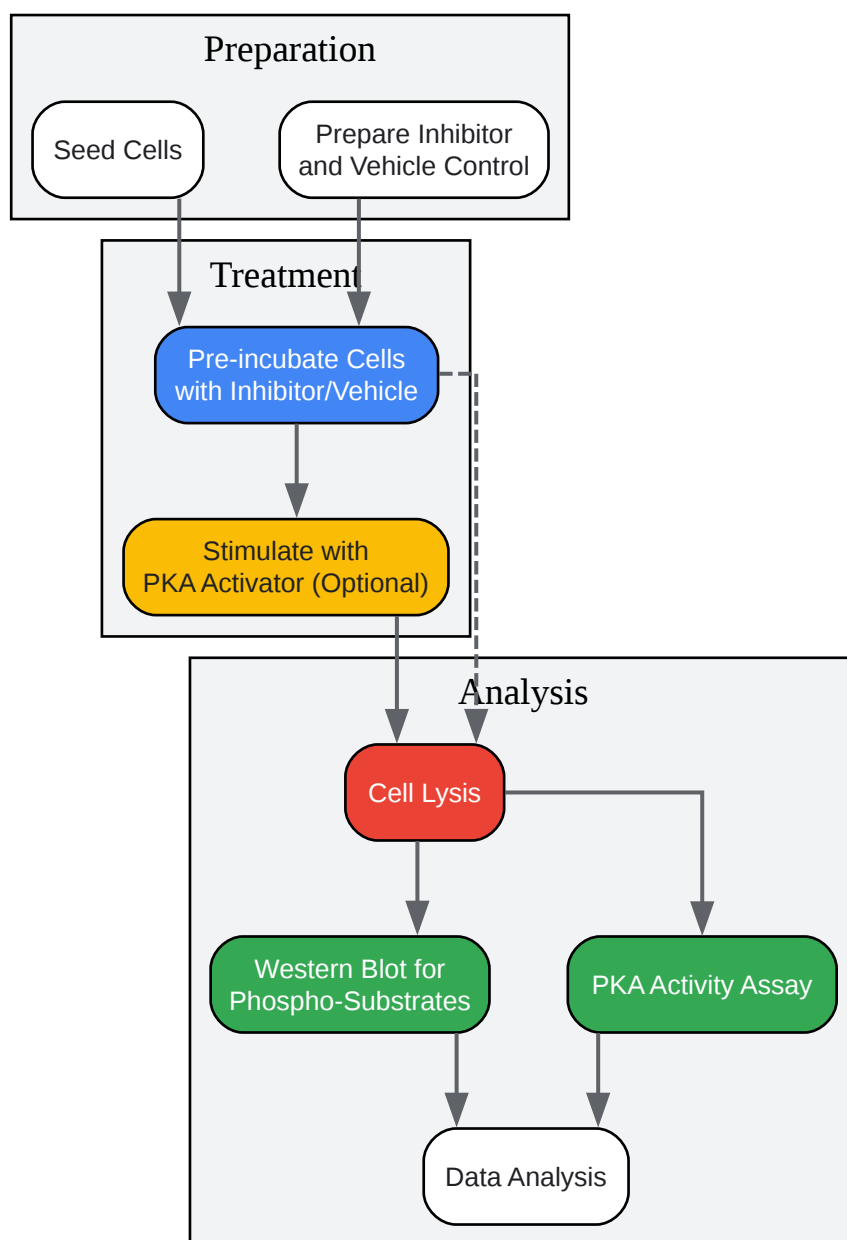 Preparation
Seed Cells
Prepare Inhibitor
and Vehicle Control
Treatment
Pre-incubate Cells
with Inhibitor/Vehicle
Stimulate with
PKA Activator (Optional)
Analysis
Cell Lysis
Western Blot for
Phospho-Substrates
PKA Activity Assay
Data Analysis